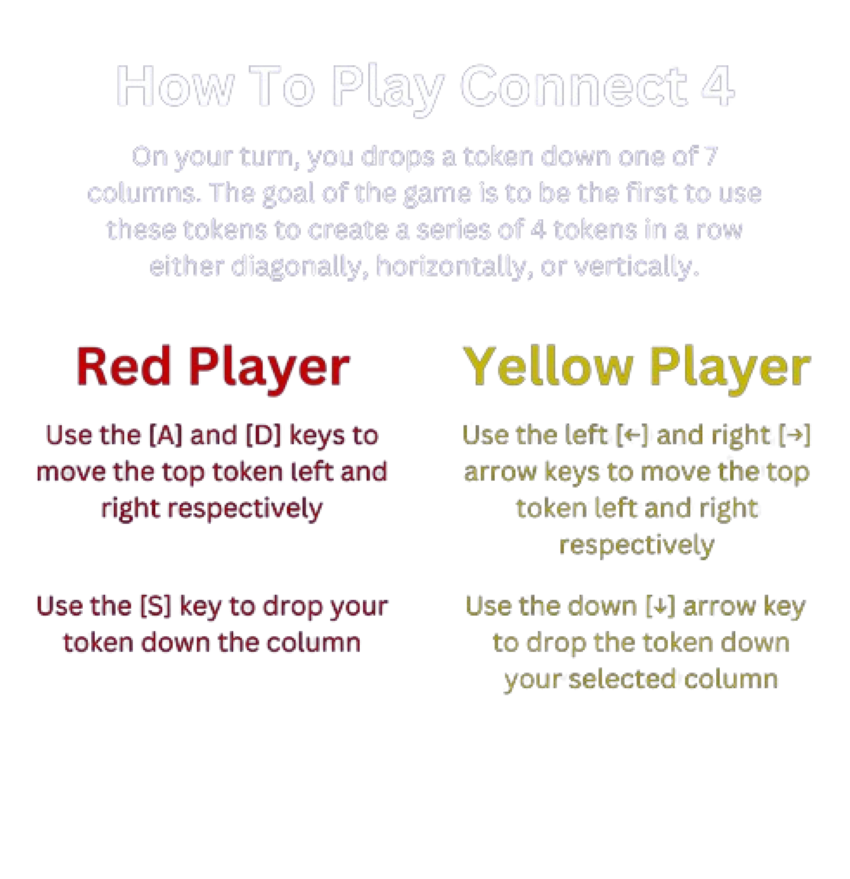 How To Play Connect 4
On your turn, you drops a token down one of 7
columns. The goal of the game is to be the first to use
these tokens to create a series of 4 tokens in a row
either diagonally, horizontally, or vertically.
Red Player
Use the [A] and [D] keys to
move the top token left and
right respectively
Use the [S] key to drop your
token down the column
Yellow Player
Use the left [←] and right [→]
arrow keys to move the top
token left and right
respectively
Use the down [↓] arrow key
to drop the token down
your selected column